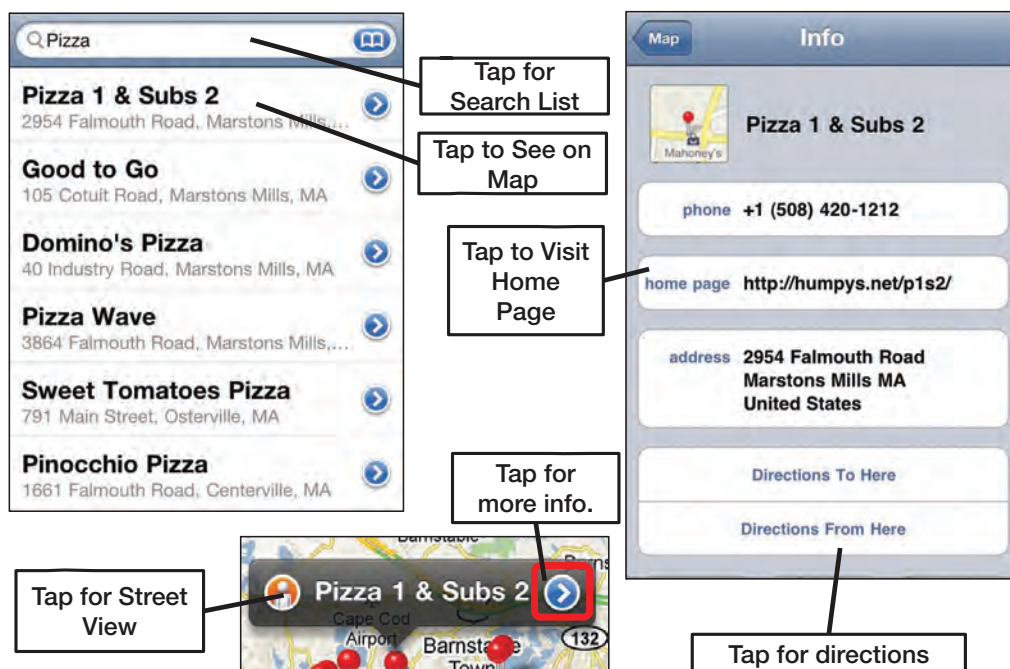 Pizza
Pizza 1 & Subs 2
2954 Falmouth Road, Marstons Mills,...
Good to Go
105 Cotuit Road, Marstons Mills, MA
Domino's Pizza
40 Industry Road, Marstons Mills, MA
Pizza Wave
3864 Falmouth Road, Marstons Mills,...
Sweet Tomatoes Pizza
791 Main Street, Osterville, MA
Pinocchio Pizza
1661 Falmouth Road, Centerville, MA
Tap for
Search List
Tap to See on
Map
Tap to Visit
Home
Page
Tap for
more info.
Map
Info
Mahoney's
Pizza 1 & Subs 2
phone +1 (508) 420-1212
home page http://humpys.net/p1s2/
address 2954 Falmouth Road
Marstons Mills MA
United States
Directions To Here
Directions From Here
Tap for Street
View
Barnstable
Pizza 1 & Subs 2
Cape Cod
Airport
Barnstable
Town
132
Tap for directions